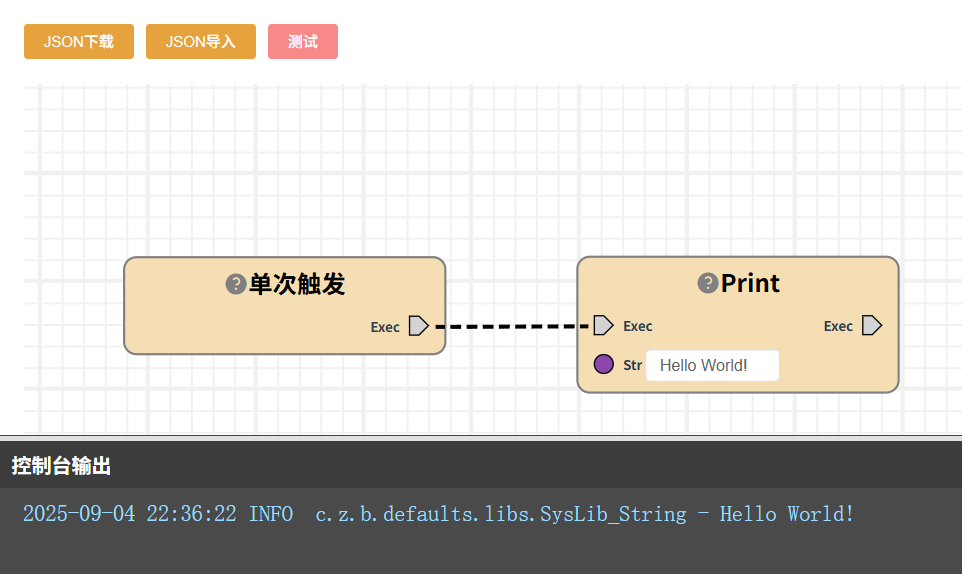 JSON下载 JSON导入 测试
?单次触发
Exec
?Print
Exec Exec
Str Hello World!
控制台输出
2025-09-04 22:36:22 INFO  c.z.b.defaults.libs.SysLib_String - Hello World!